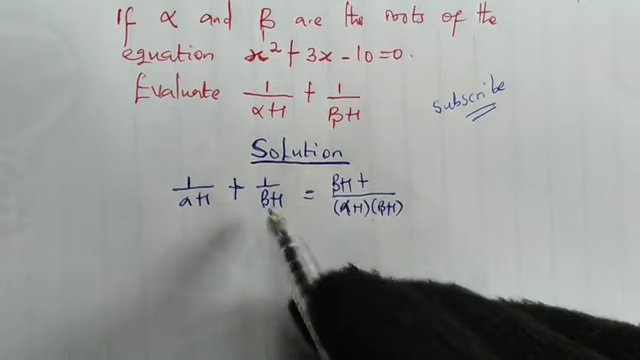 If α and β are the roots of the
equation x² + 3x - 10 = 0.
Evaluate 1/(α+1) + 1/(β+1)
subscribe
Solution
1/(α+1) + 1/(β+1) = (β+1 + )/((α+1)(β+1))